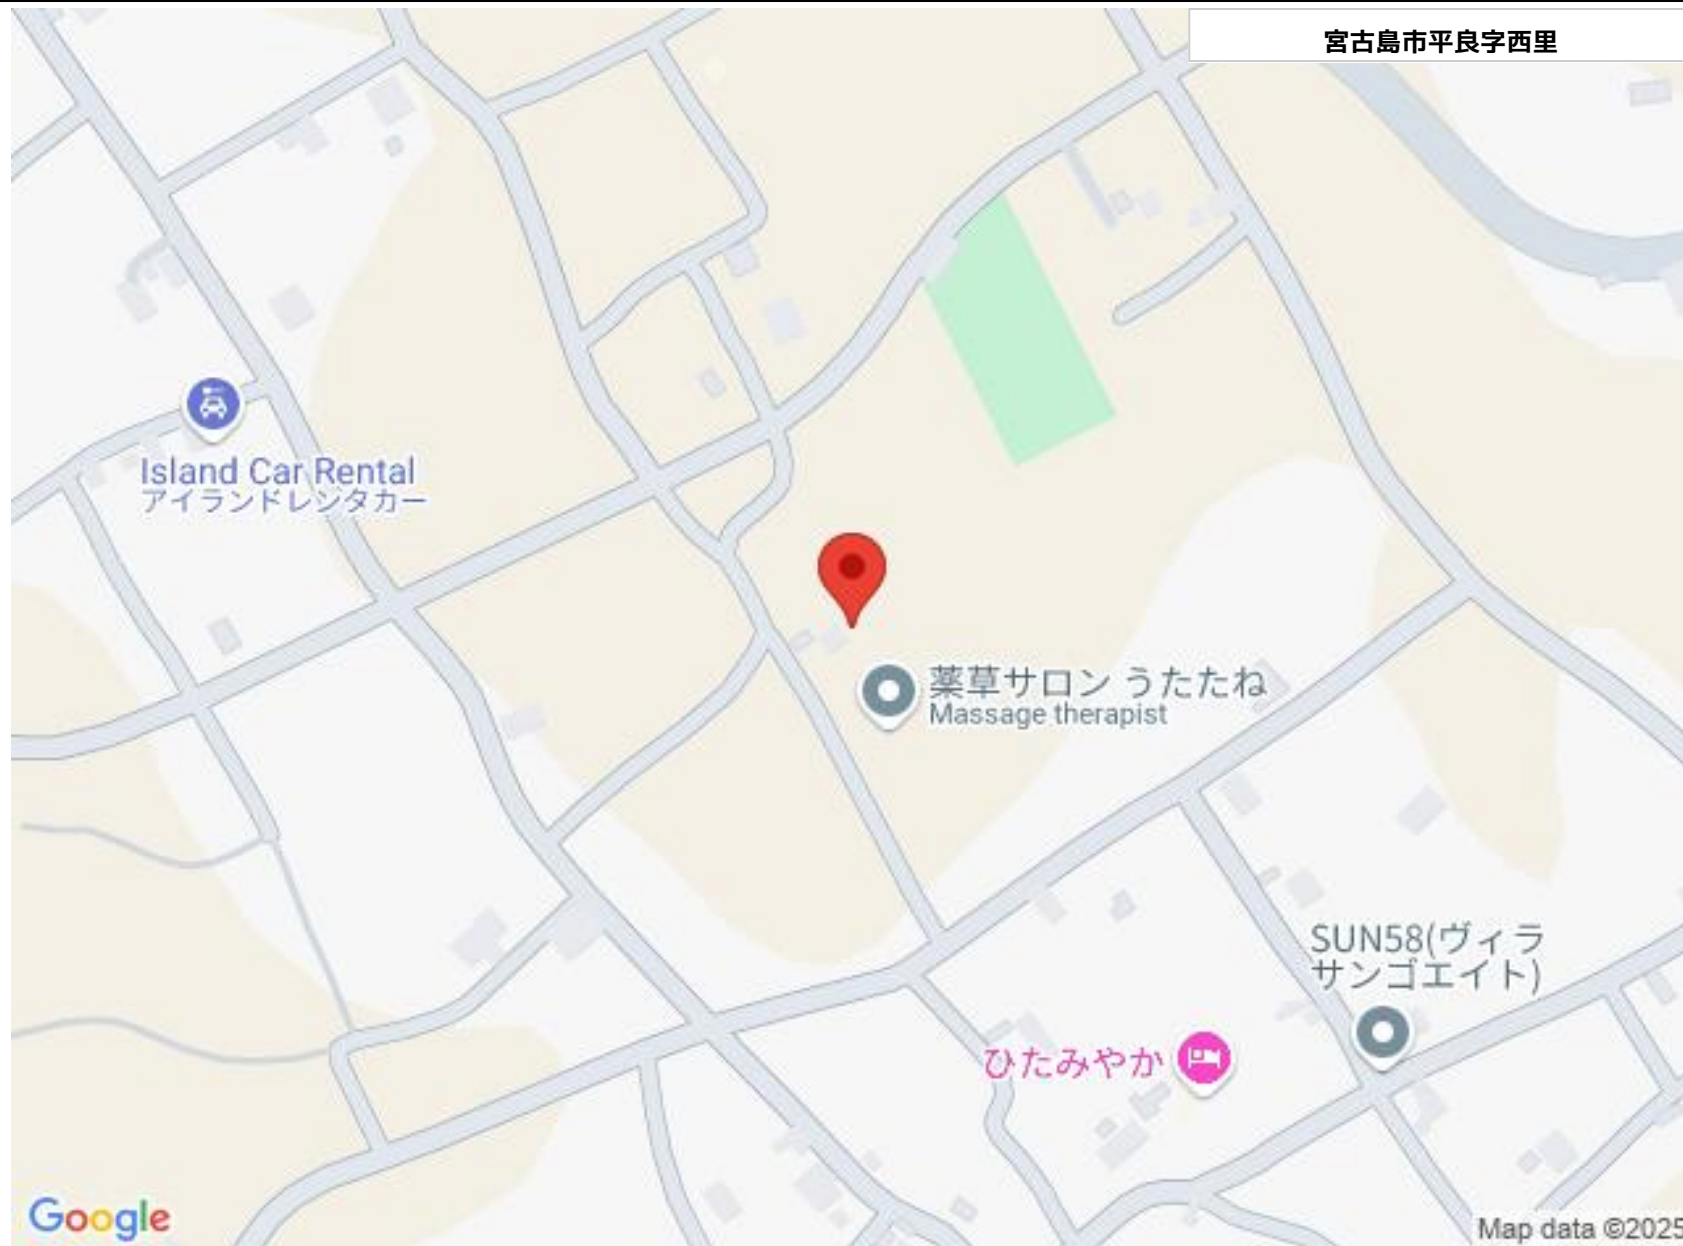 宮古島市平良字西里
Island Car Rental
アイランドレンタカー
薬草サロン うたたね
Massage therapist
SUN58(ヴィラ
サンゴエイト)
ひたみやか
Google
Map data ©2025